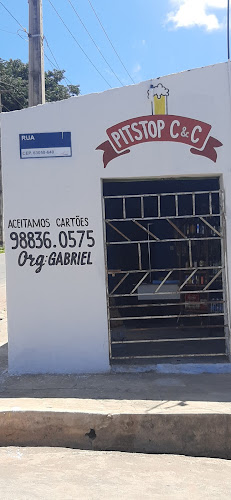 PITSTOP C & C
RUA
ACEITAMOS CARTÕES
98836.0575
Org: GABRIEL